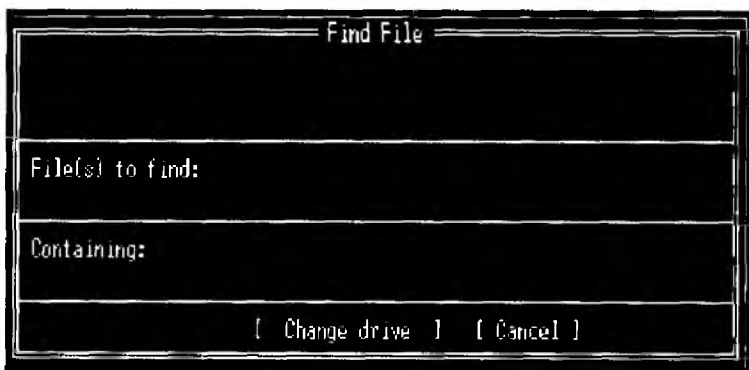 Find File
File(s) to find:
Containing:
[ Change drive ] [ Cancel ]